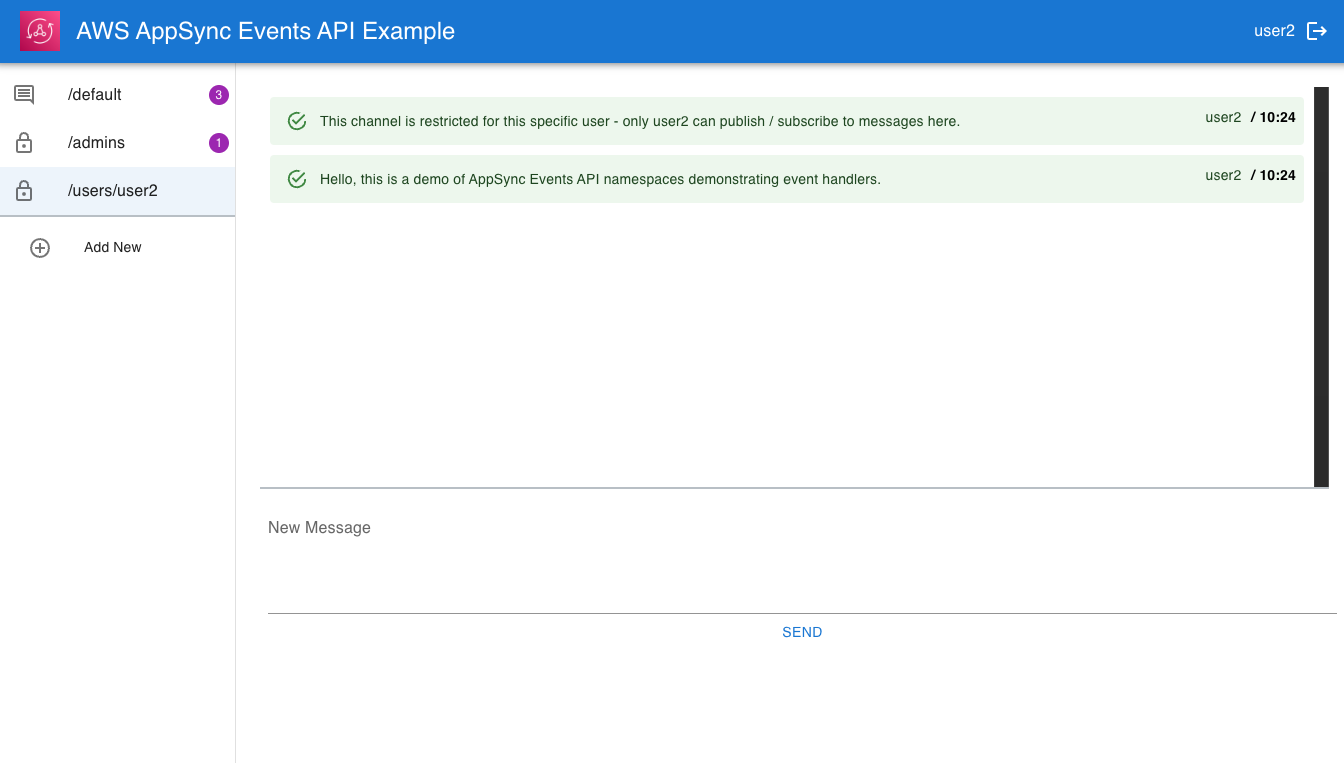 AWS AppSync Events API Example
user2
/default
3
/admins
1
/users/user2
Add New
This channel is restricted for this specific user - only user2 can publish / subscribe to messages here.
user2 / 10:24
Hello, this is a demo of AppSync Events API namespaces demonstrating event handlers.
user2 / 10:24
New Message
SEND